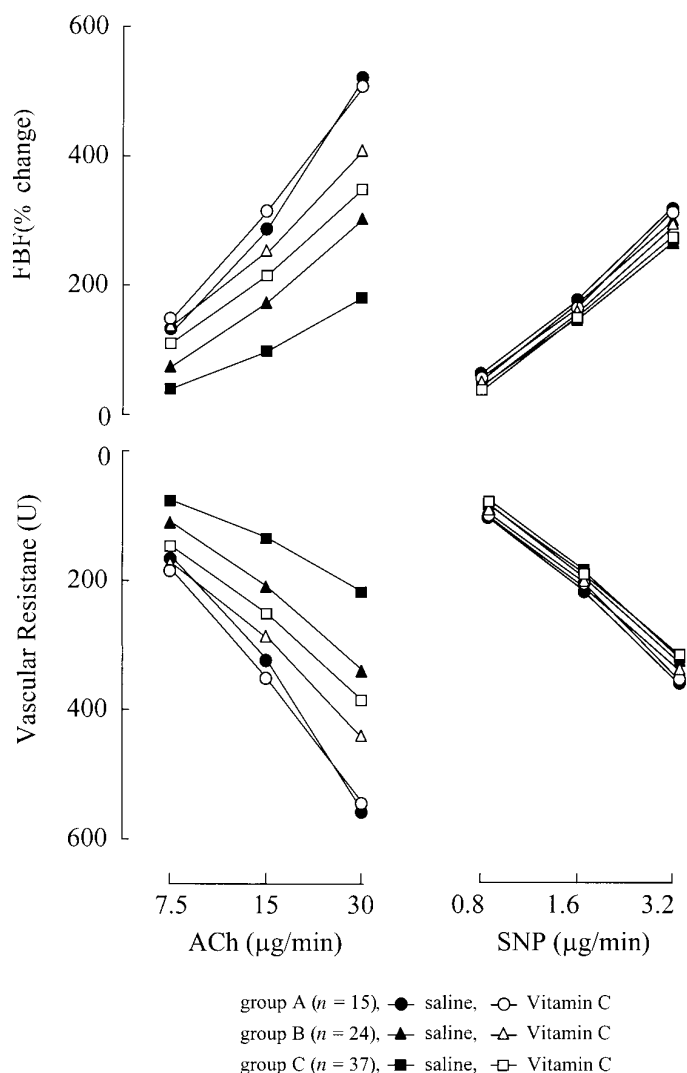 600
400
200
0
FBF(% change)
0
200
400
600
Vascular Resistane (U)
7.5 15 30
ACh (µg/min)
0.8 1.6 3.2
SNP (µg/min)
group A (n = 15), saline, Vitamin C
group B (n = 24), saline, Vitamin C
group C (n = 37), saline, Vitamin C